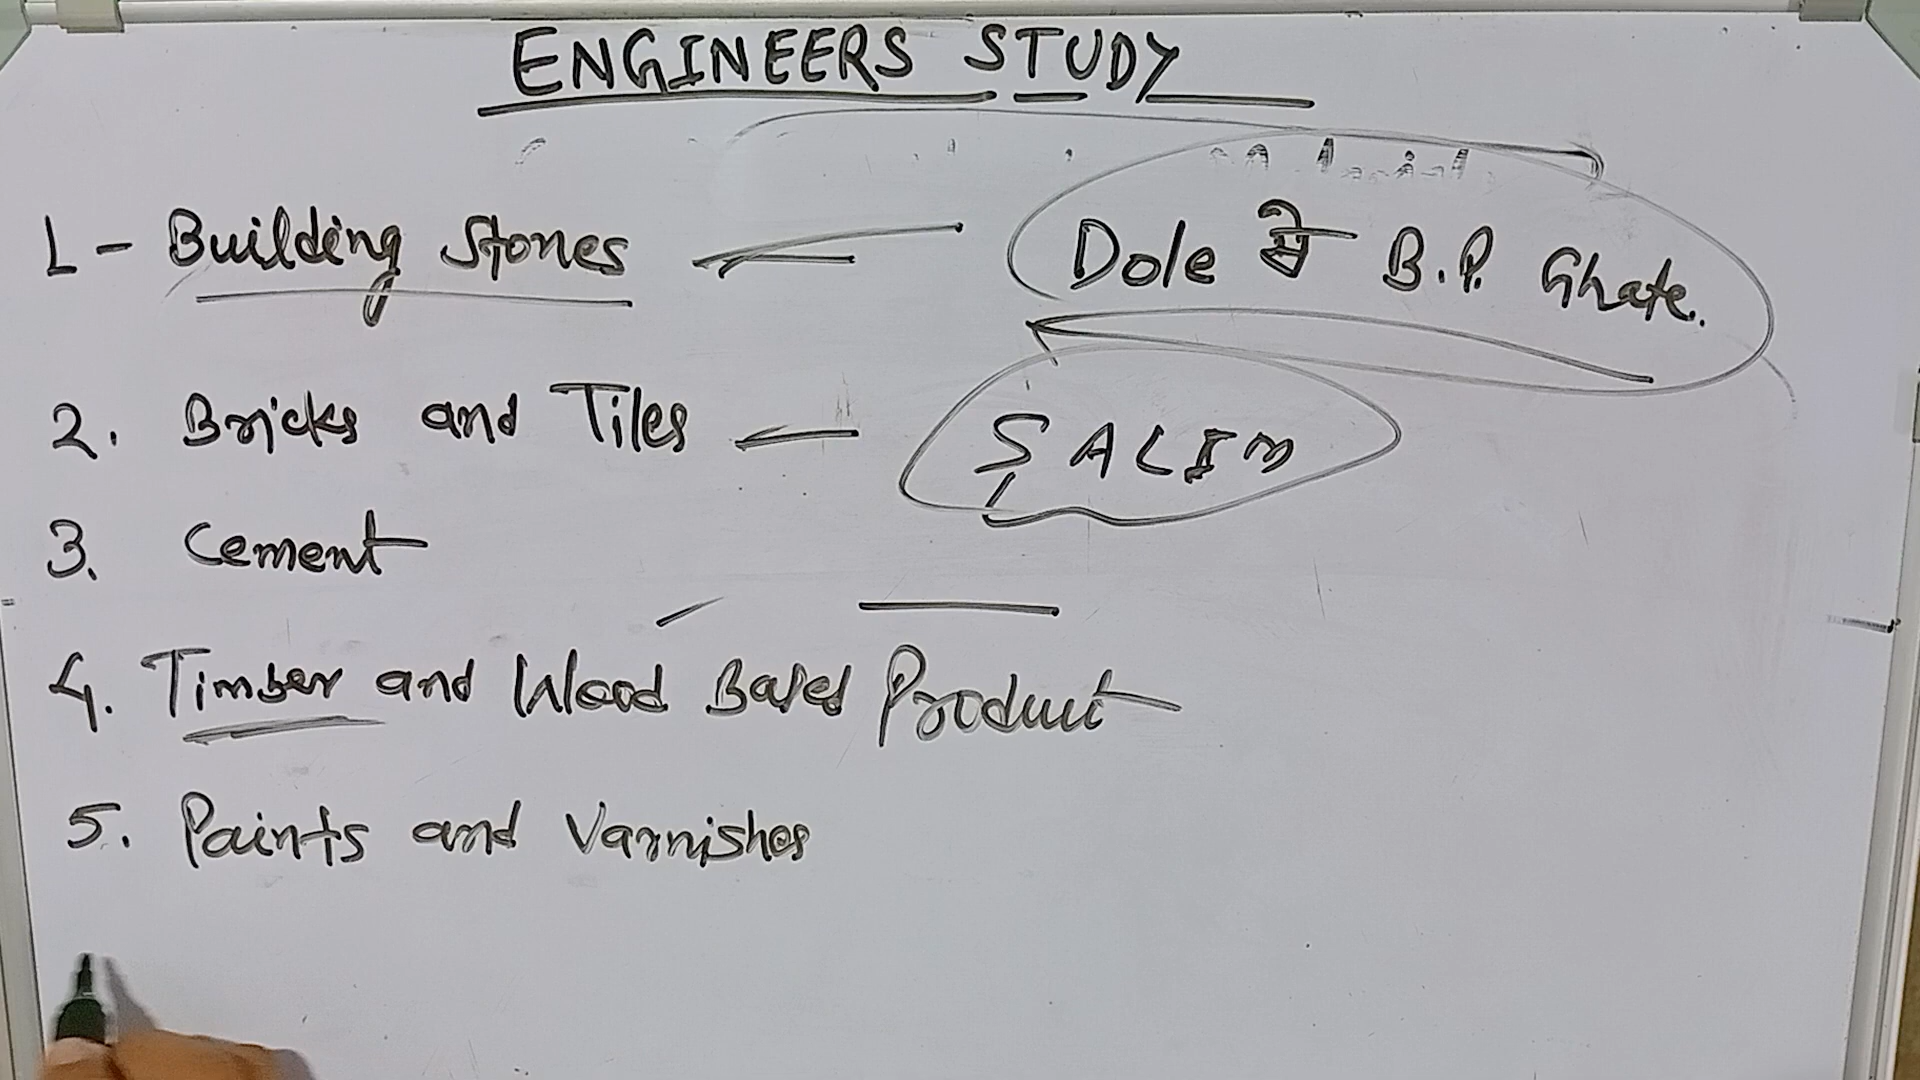 ENGINEERS STUDY
1- Building Stones Dole में B.P. Ghate.
2. Bricks and Tiles SALIM
3. Cement
4. Timber and Wood Based Product
5. Paints and Varnishes